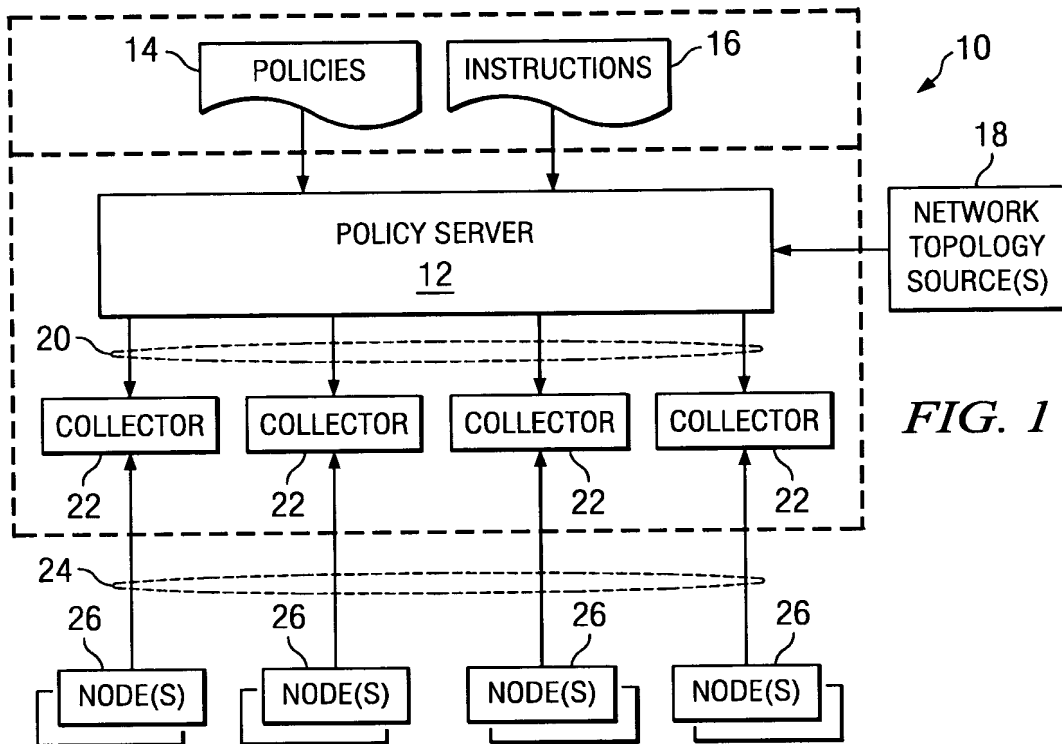 14 POLICIES INSTRUCTIONS 16
10
18
NETWORK
TOPOLOGY
SOURCE(S)
POLICY SERVER
12
20
COLLECTOR COLLECTOR COLLECTOR COLLECTOR
22 22 22 22
FIG. 1
24
26 26 26 26
NODE(S) NODE(S) NODE(S) NODE(S)